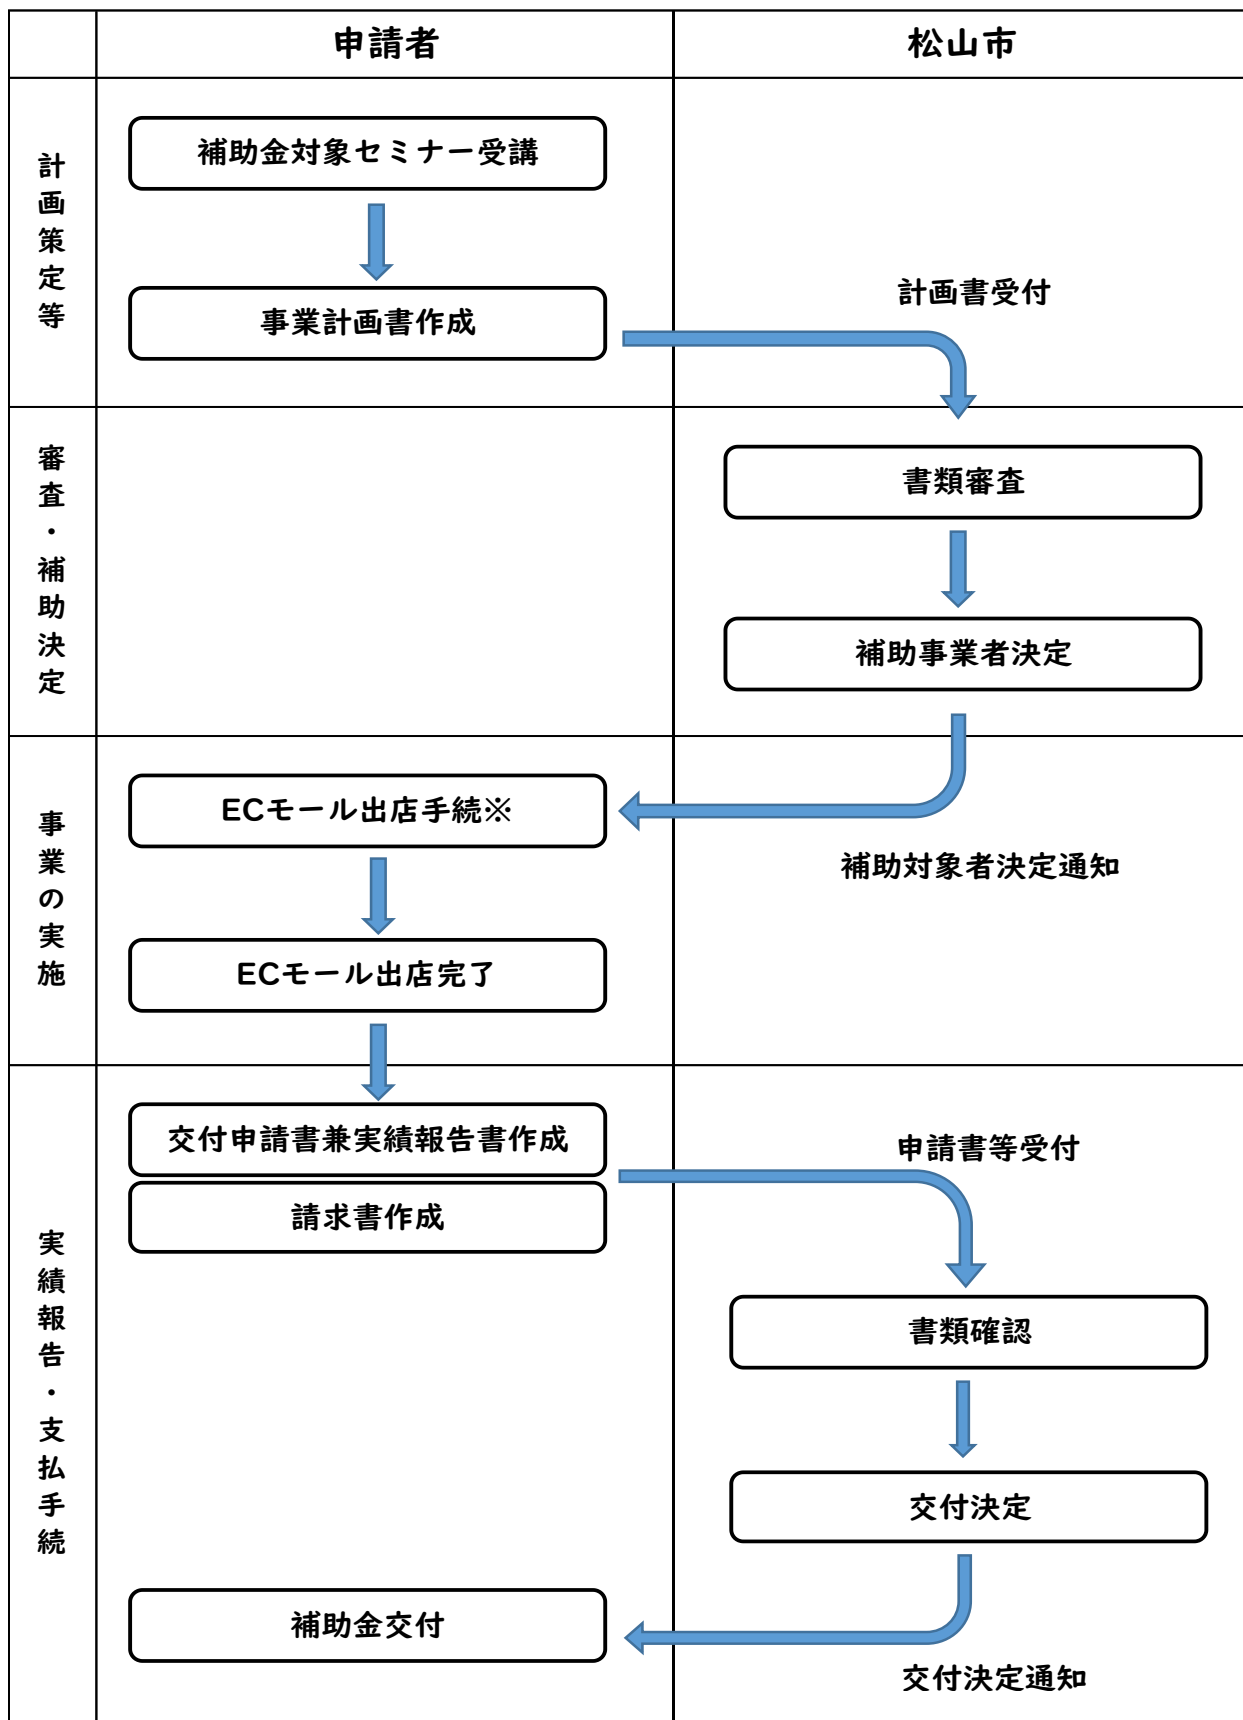 申請者
松山市
計画策定等
補助金対象セミナー受講
事業計画書作成
計画書受付
審査・補助決定
書類審査
補助事業者決定
事業の実施
ECモール出店手続※
補助対象者決定通知
ECモール出店完了
実績報告・支払手続
交付申請書兼実績報告書作成
申請書等受付
請求書作成
書類確認
交付決定
補助金交付
交付決定通知